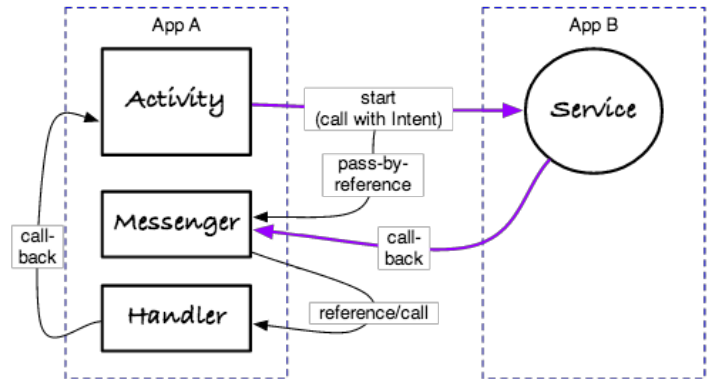 App A
App B
Activity
start
(call with Intent)
Service
pass-by-
reference
Messenger
call-
back
call-
back
Handler
reference/call